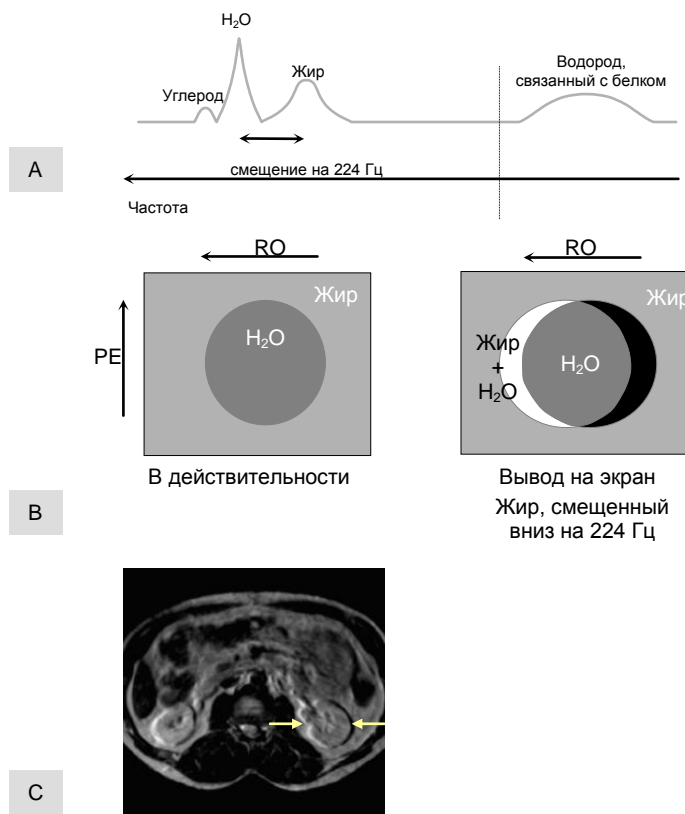 H₂O
Углерод
Жир
Водород,
связанный с белком
A
смещение на 224 Гц
Частота
RO
Жир
H₂O
PE
В действительности
RO
Жир
Жир
+
H₂O
H₂O
Вывод на экран
B
Жир, смещенный
вниз на 224 Гц
C